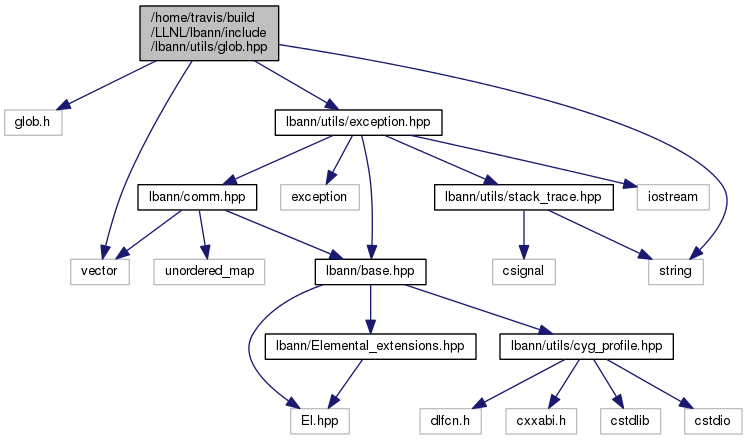 /home/travis/build
/LLNL/lbann/include
/lbann/utils/glob.hpp
glob.h
lbann/utils/exception.hpp
lbann/comm.hpp
exception
lbann/utils/stack_trace.hpp
iostream
vector
unordered_map
lbann/base.hpp
csignal
string
lbann/Elemental_extensions.hpp
lbann/utils/cyg_profile.hpp
El.hpp
dlfcn.h
cxxabi.h
cstdlib
cstdio